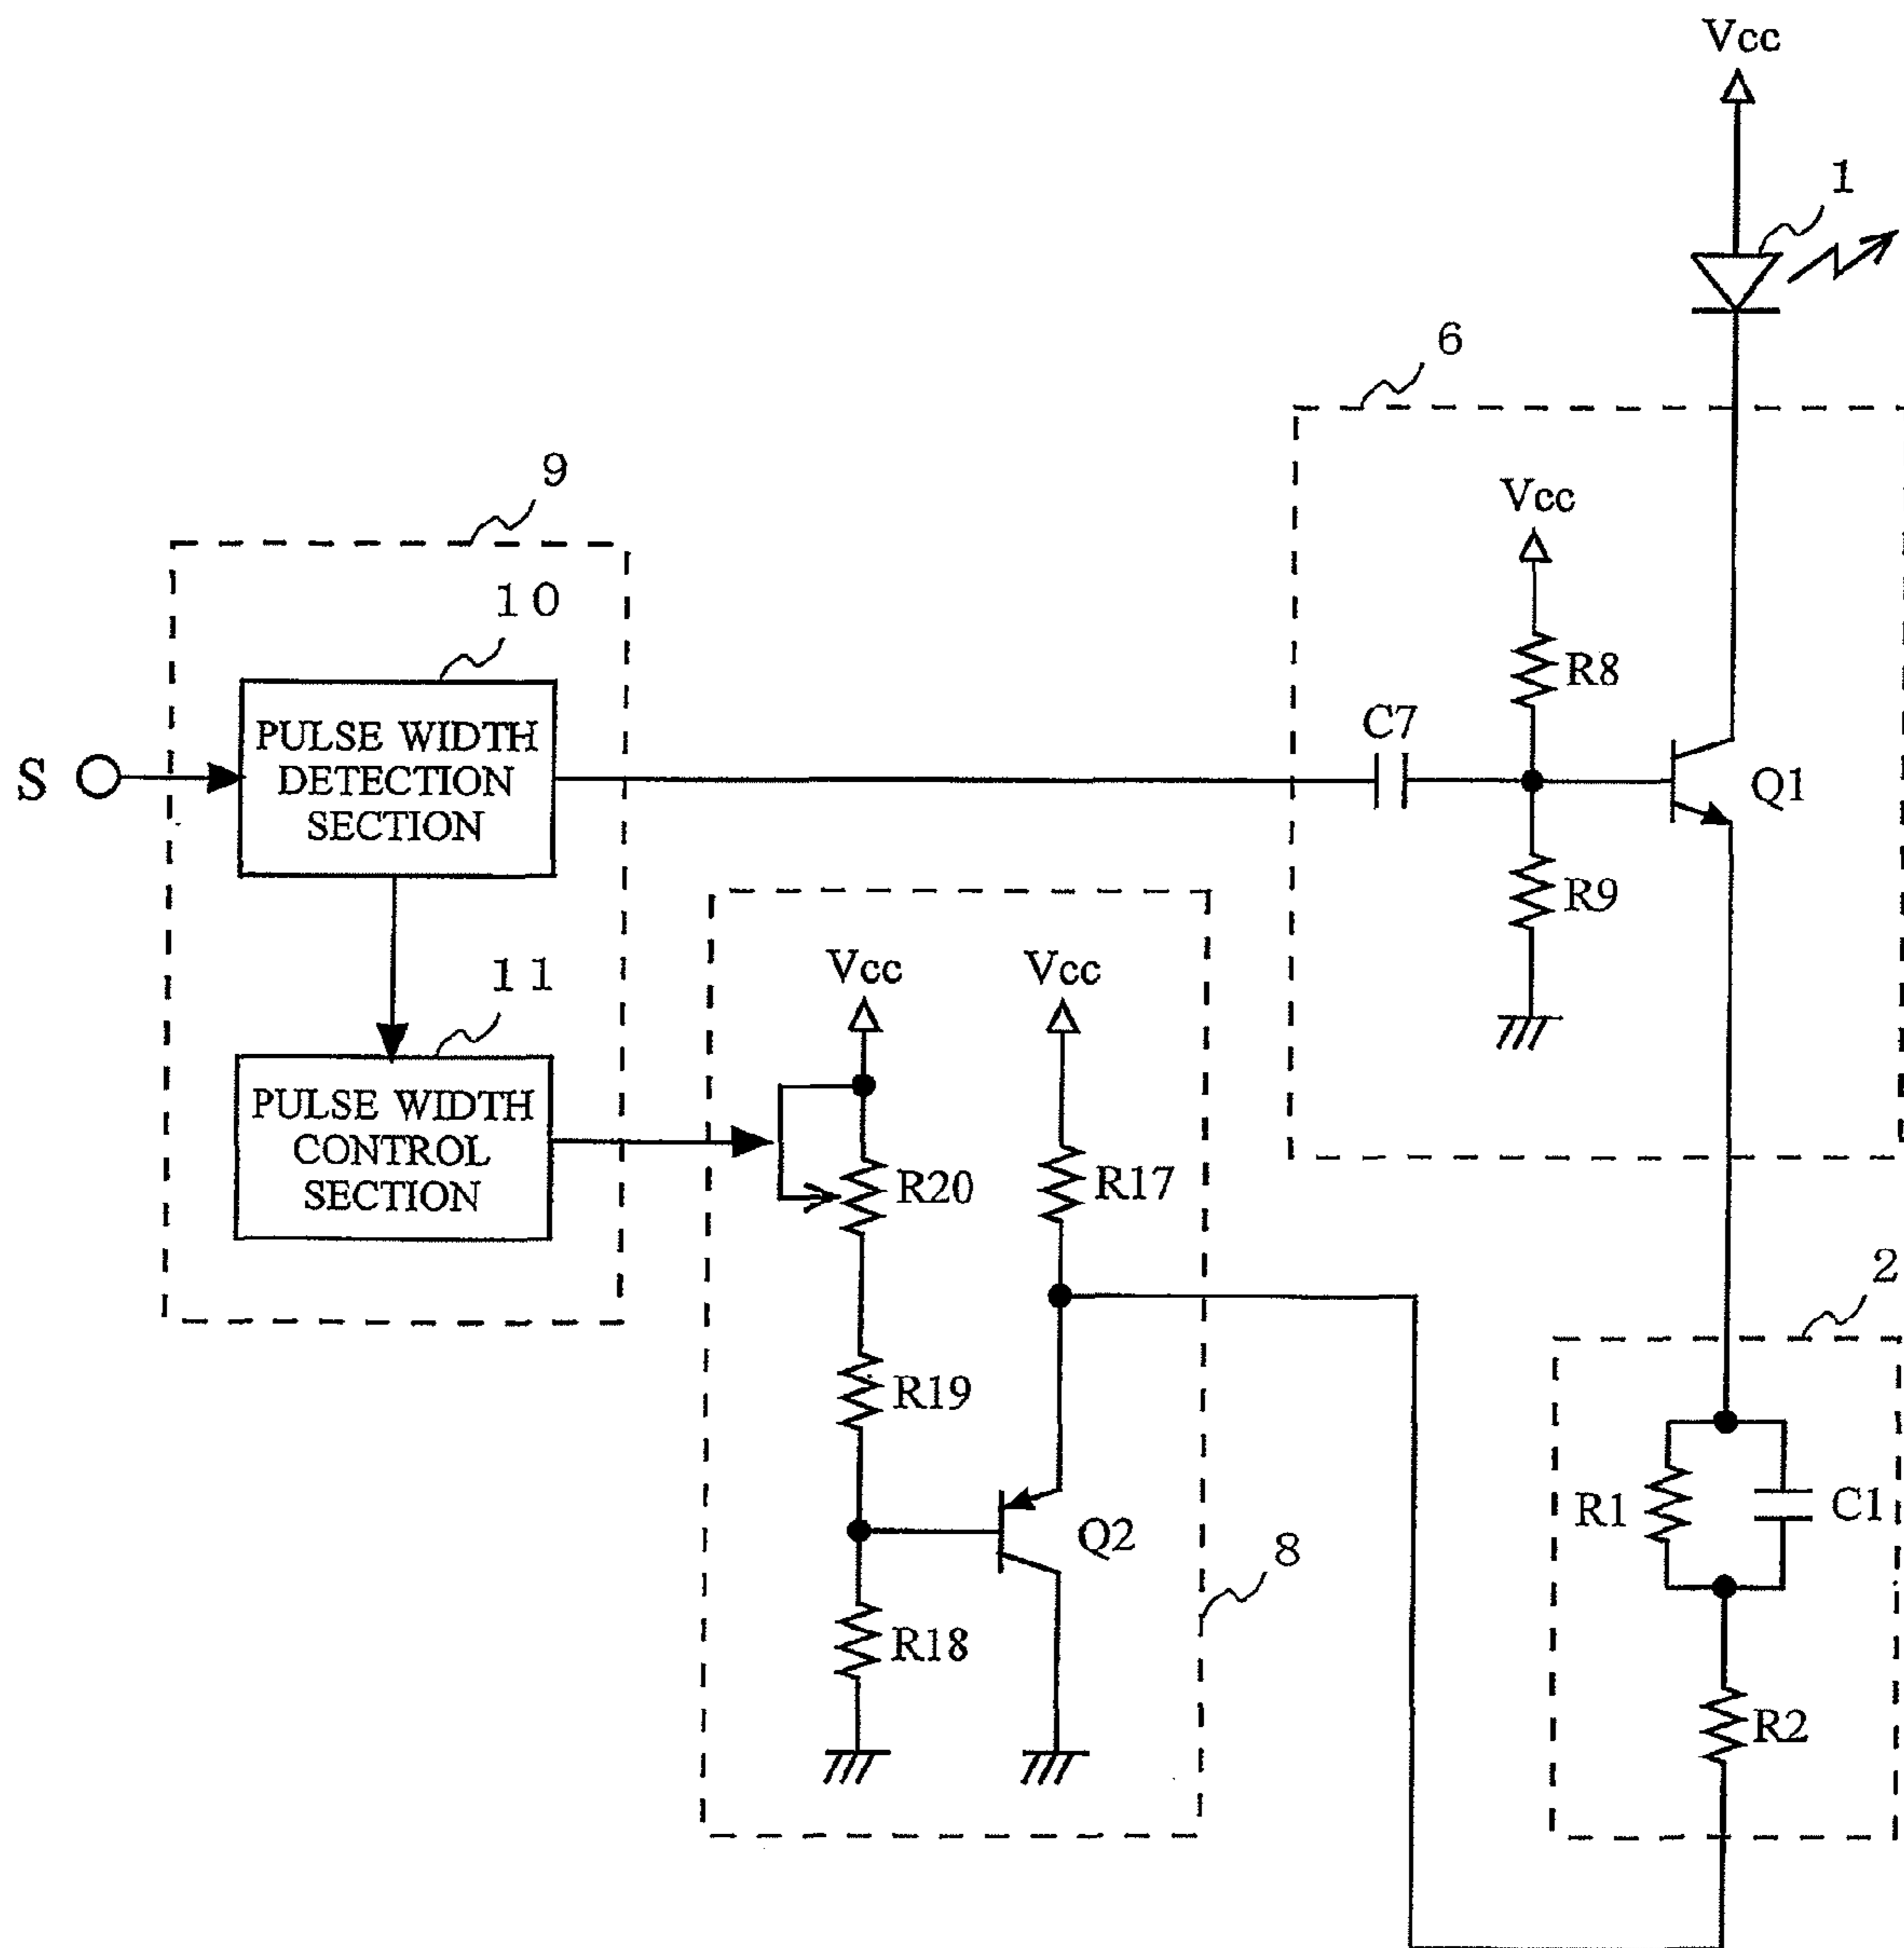 Vcc
1
6
9
Vcc
10
R8
C7
PULSE WIDTH
DETECTION
SECTION
S
Q1
R9
11
Vcc
Vcc
PULSE WIDTH
CONTROL
SECTION
R20
R17
2
R19
R1
C1
Q2
8
R18
R2